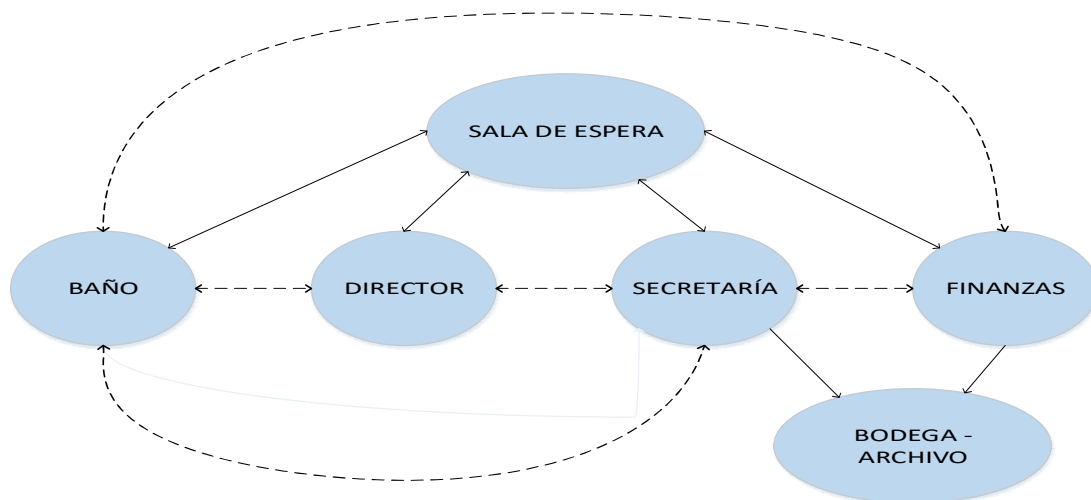 SALA DE ESPERA
BAÑO
DIRECTOR
SECRETARÍA
FINANZAS
BODEGA -
ARCHIVO